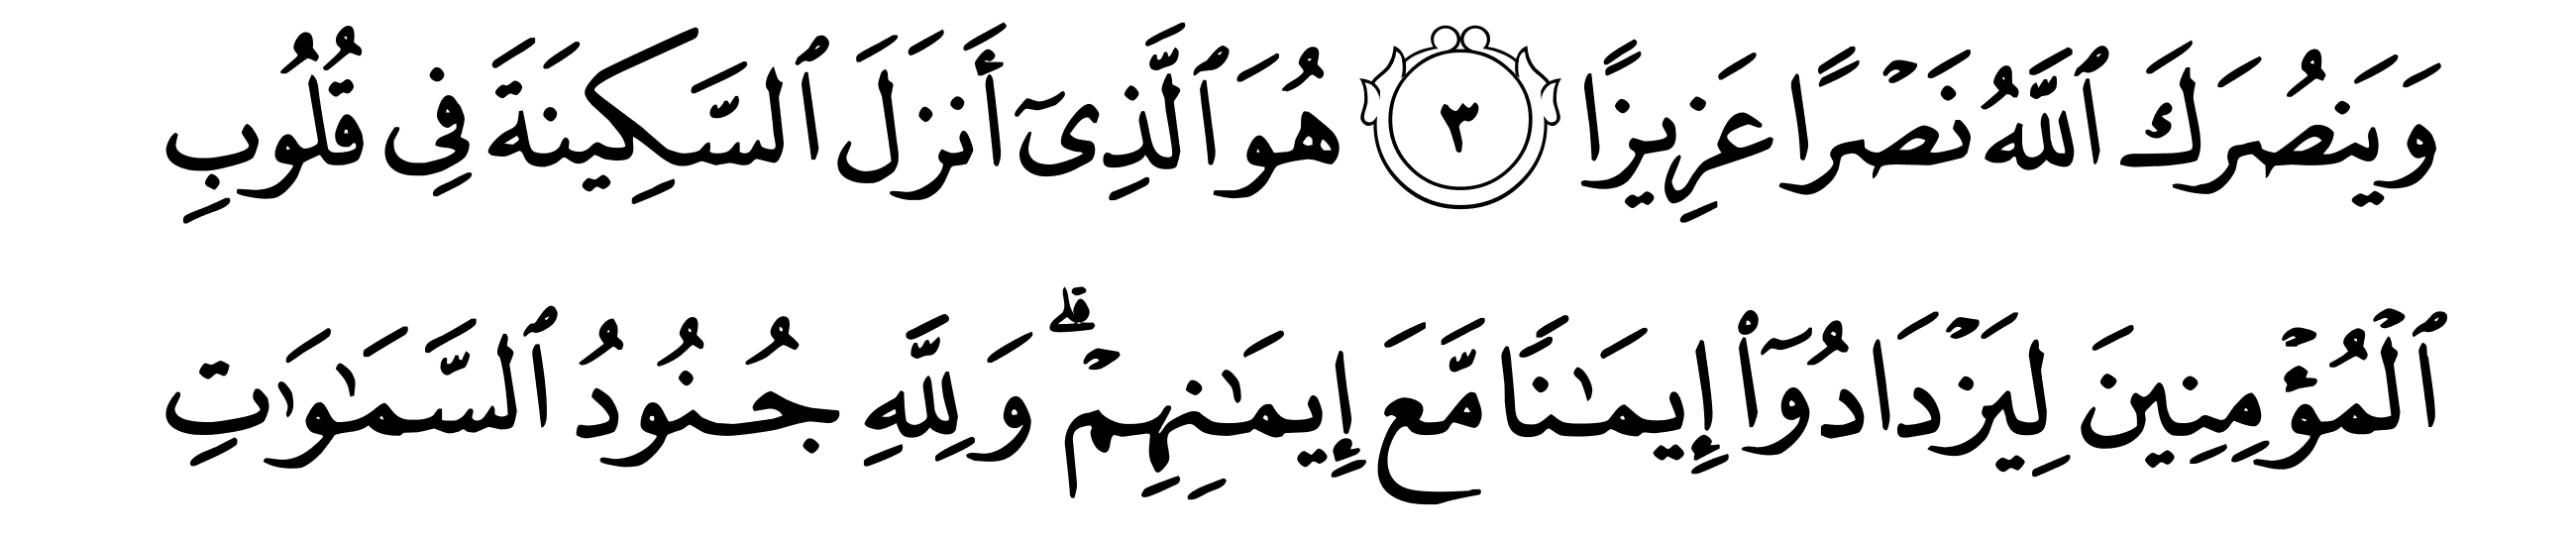 وَيَنصُرَكَ ٱللَّهُ نَصۡرًا عَزِيزًا ٣ هُوَ ٱلَّذِيٓ أَنزَلَ ٱلسَّكِينَةَ فِي قُلُوبِ
ٱلۡمُؤۡمِنِينَ لِيَزۡدَادُوٓاْ إِيمَٰنٗا مَّعَ إِيمَٰنِهِمۡۗ وَلِلَّهِ جُنُودُ ٱلسَّمَٰوَٰتِ